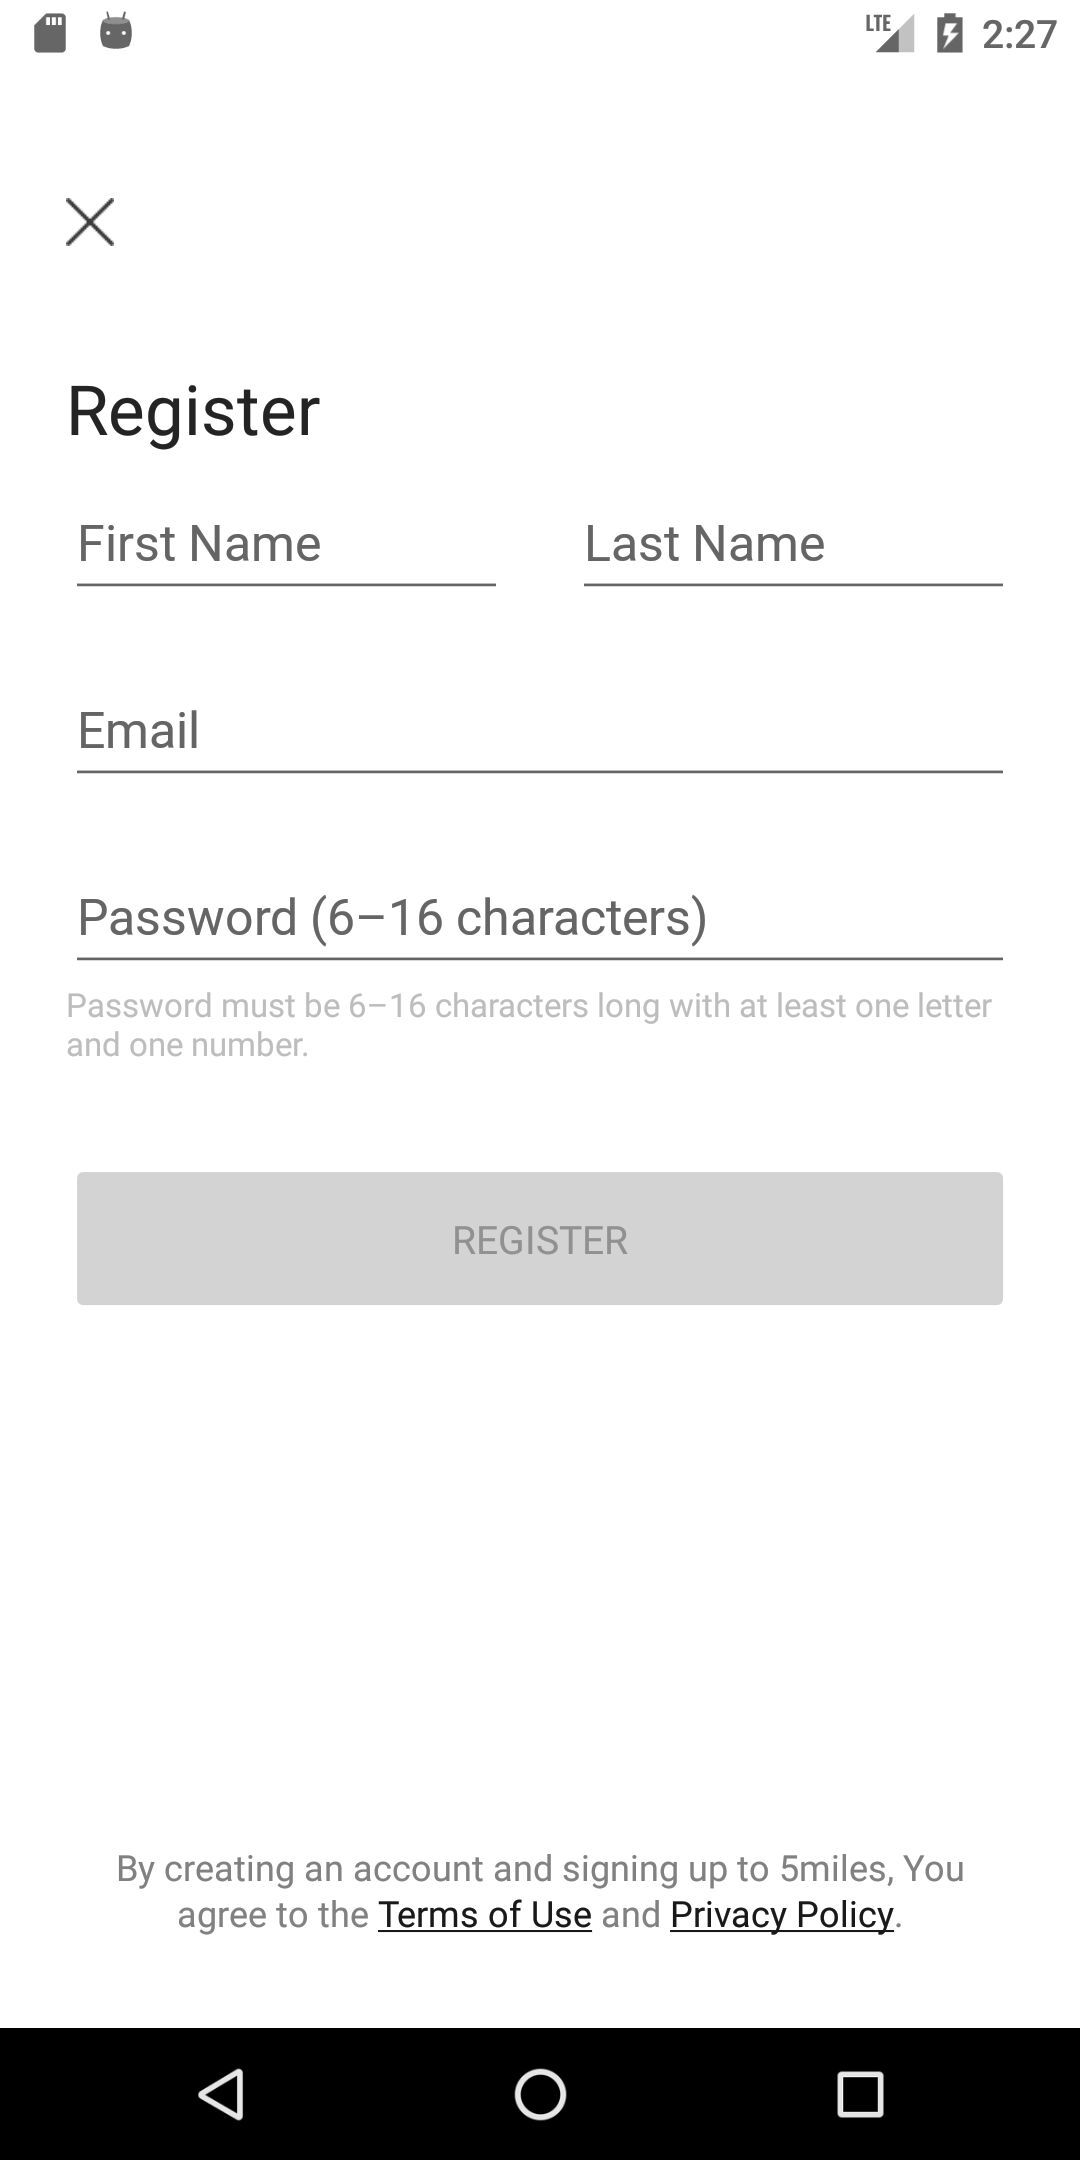 LTE 2:27
Register
First Name Last Name
Email
Password (6–16 characters)
Password must be 6–16 characters long with at least one letter
and one number.
REGISTER
By creating an account and signing up to 5miles, You
agree to the Terms of Use and Privacy Policy.